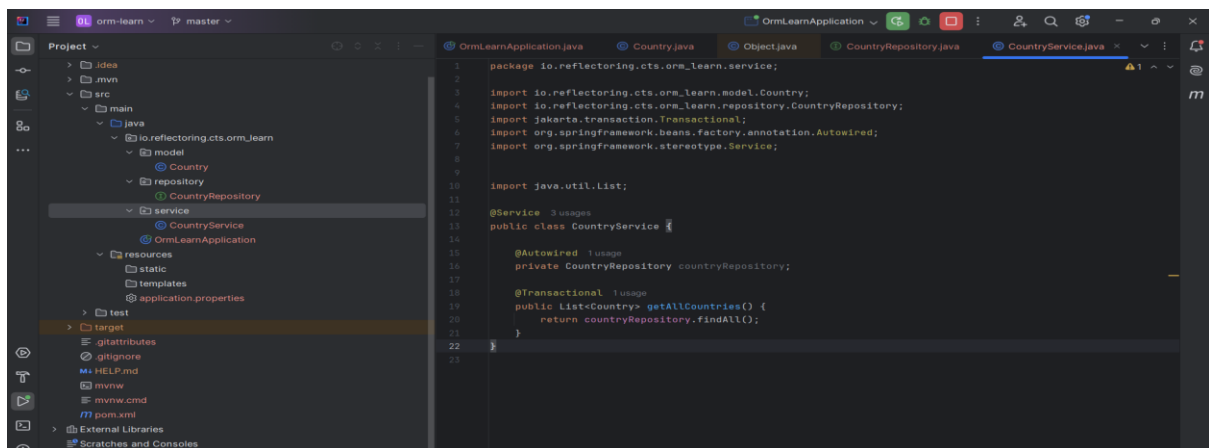 OL orm-learn master
OrmLearnApplication
Project
OrmLearnApplication.java Country.java Object.java CountryRepository.java CountryService.java
.idea
.mvn
src
main
java
io.reflectoring.cts.orm_learn
model
Country
repository
CountryRepository
service
CountryService
OrmLearnApplication
resources
static
templates
application.properties
test
target
.gitattributes
.gitignore
M↓ HELP.md
mvnw
mvnw.cmd
m pom.xml
External Libraries
Scratches and Consoles
1 package io.reflectoring.cts.orm_learn.service;
1
2
3 import io.reflectoring.cts.orm_learn.model.Country;
4 import io.reflectoring.cts.orm_learn.repository.CountryRepository;
5 import jakarta.transaction.Transactional;
6 import org.springframework.beans.factory.annotation.Autowired;
7 import org.springframework.stereotype.Service;
8
9
10 import java.util.List;
11
12 @Service 3 usages
13 public class CountryService {
14
15 @Autowired 1 usage
16 private CountryRepository countryRepository;
17
18 @Transactional 1 usage
19 public List<Country> getAllCountries() {
20 return countryRepository.findAll();
21 }
22 }
23
m